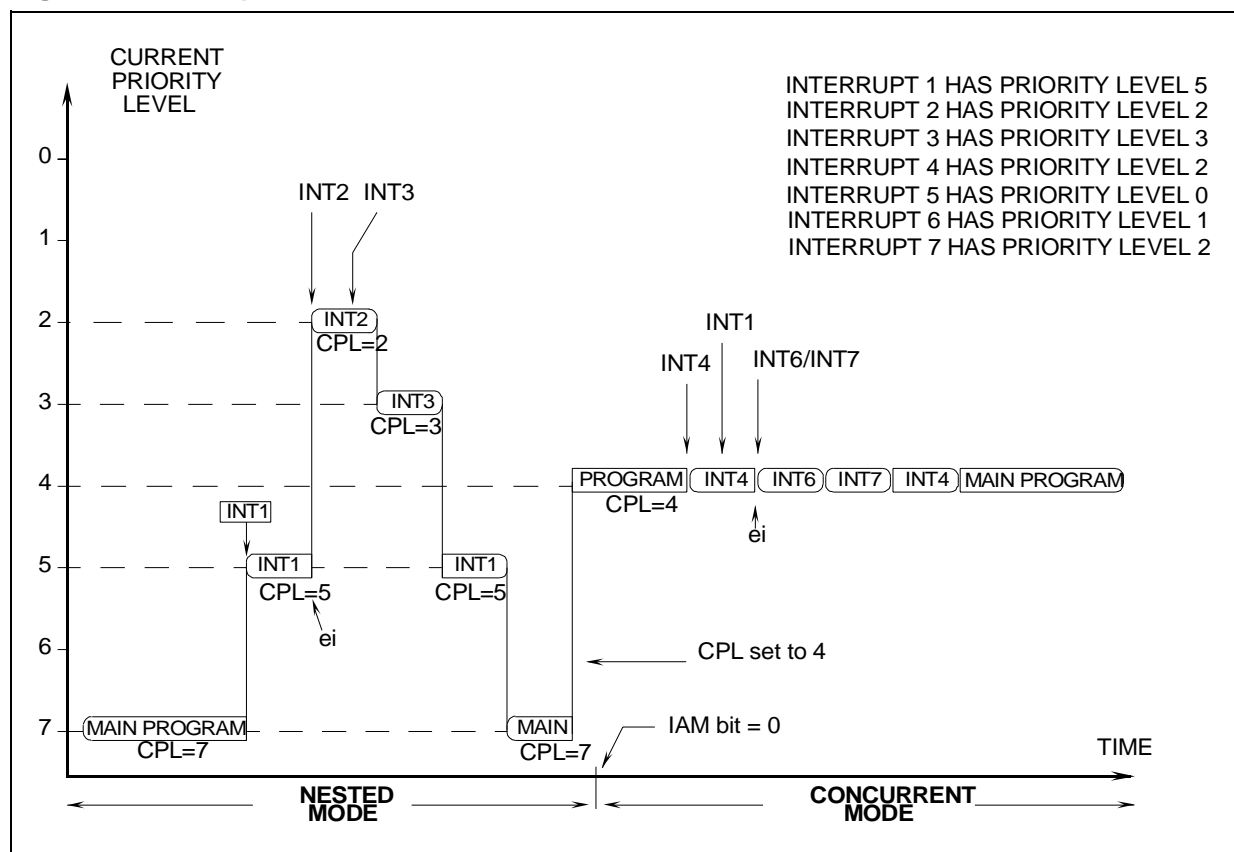 CURRENT
PRIORITY
LEVEL
INTERRUPT 1 HAS PRIORITY LEVEL 5
INTERRUPT 2 HAS PRIORITY LEVEL 2
INTERRUPT 3 HAS PRIORITY LEVEL 3
INTERRUPT 4 HAS PRIORITY LEVEL 2
INTERRUPT 5 HAS PRIORITY LEVEL 0
INTERRUPT 6 HAS PRIORITY LEVEL 1
INTERRUPT 7 HAS PRIORITY LEVEL 2
0
INT2 INT3
1
2
INT2
CPL=2
INT1
INT4 INT6/INT7
3
INT3
CPL=3
4
PROGRAM INT4 INT6 INT7 INT4 MAIN PROGRAM
CPL=4
INT1
ei
5
INT1 INT1
CPL=5 CPL=5
ei
6
CPL set to 4
7
MAIN PROGRAM MAIN
CPL=7 CPL=7
IAM bit = 0
TIME
NESTED
MODE
CONCURRENT
MODE